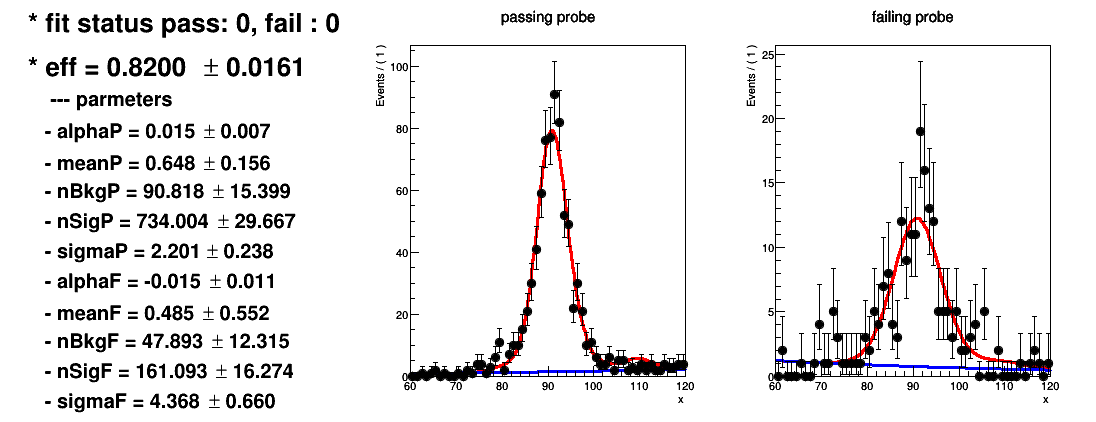 * fit status pass: 0, fail : 0
* eff = 0.8200 ± 0.0161
--- parmeters
- alphaP = 0.015 ± 0.007
- meanP = 0.648 ± 0.156
- nBkgP = 90.818 ± 15.399
- nSigP = 734.004 ± 29.667
- sigmaP = 2.201 ± 0.238
- alphaF = -0.015 ± 0.011
- meanF = 0.485 ± 0.552
- nBkgF = 47.893 ± 12.315
- nSigF = 161.093 ± 16.274
- sigmaF = 4.368 ± 0.660
passing probe
Events / ( 1 )
100
80
60
40
20
0
60 70 80 90 100 110 120
x
failing probe
Events / ( 1 )
25
20
15
10
5
0
60 70 80 90 100 110 120
x